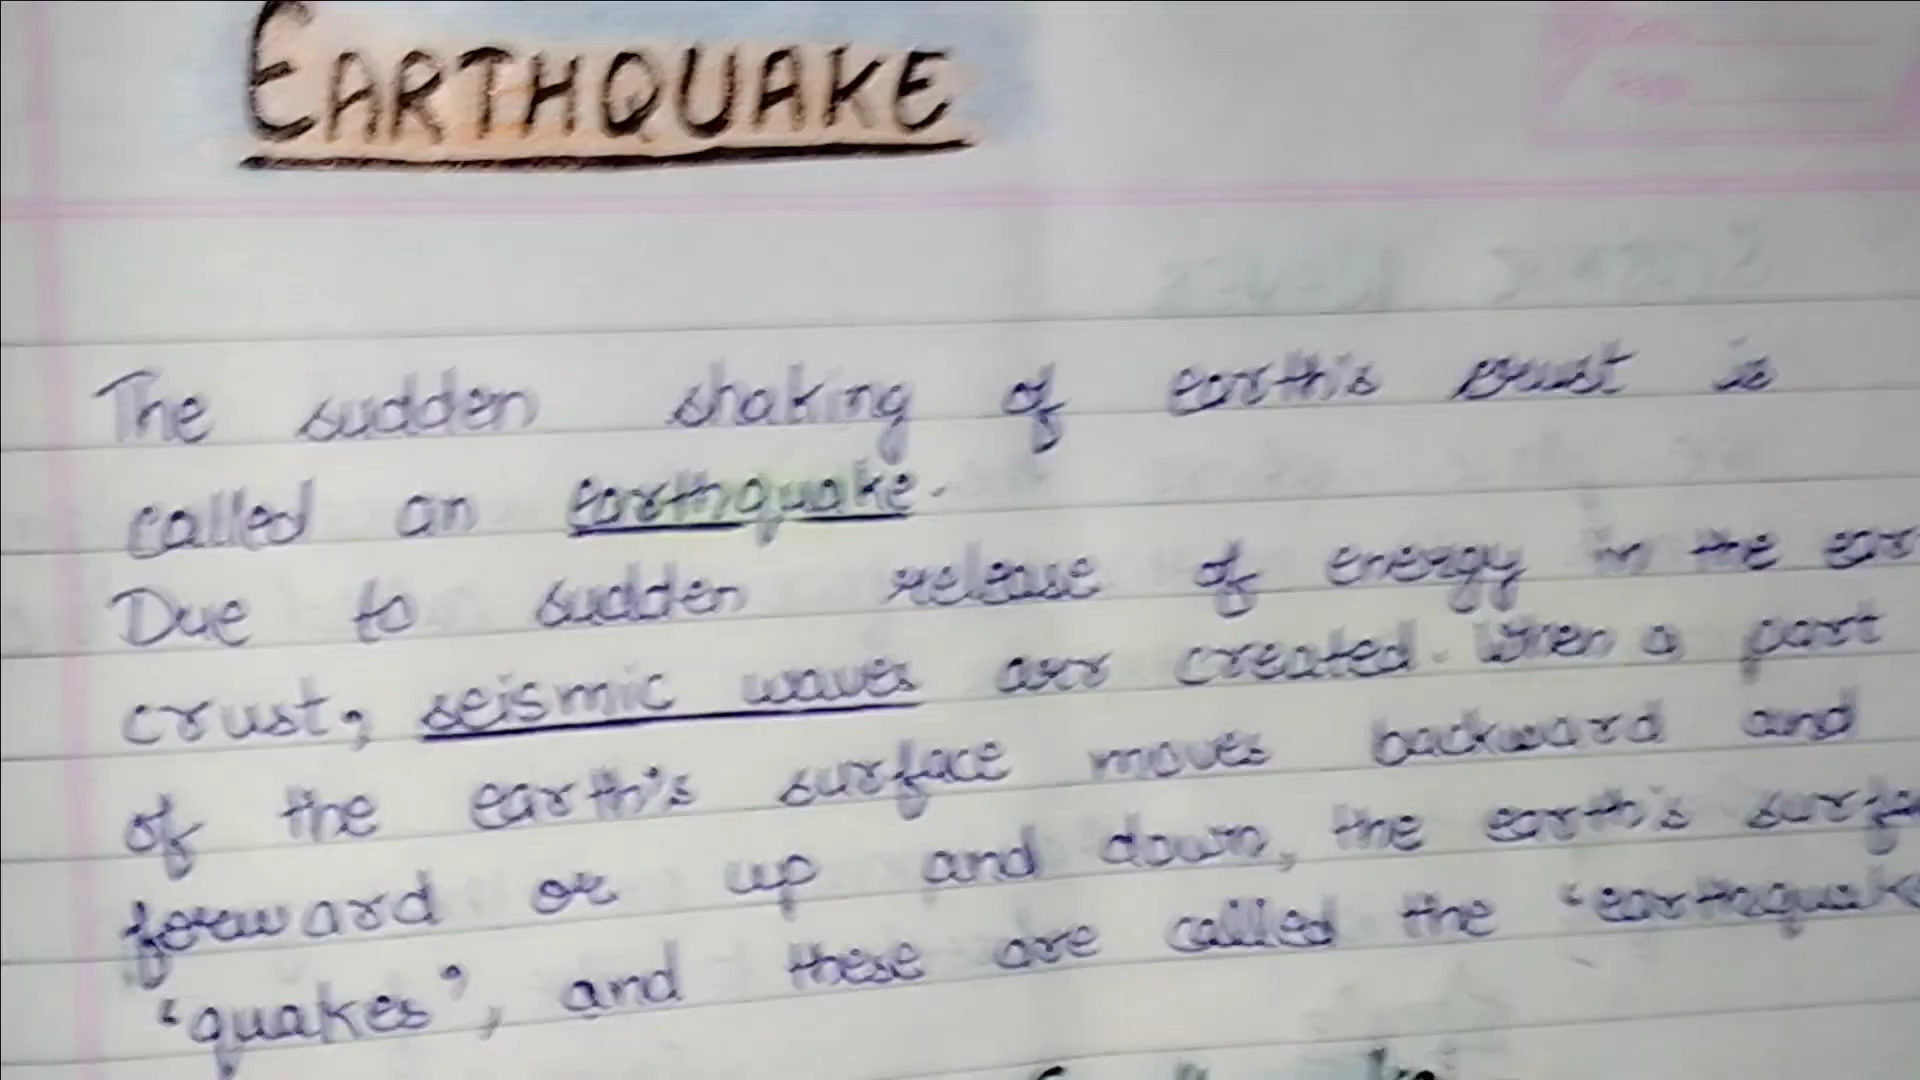 EARTHQUAKE
The sudden shaking of earth's crust is
called an earthquake.
Due to sudden release of energy in the ear
crust, seismic waves are created. When a part
of the earth's surface moves backward and
forward or up and down, the earth's surfa
"quakes", and these are called the "earthquake